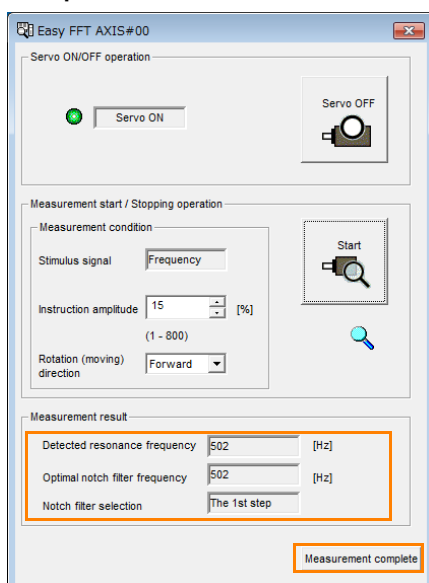 Easy FFT AXIS#00
Servo ON/OFF operation
Servo ON
Servo OFF
Measurement start / Stopping operation
Measurement condition
Stimulus signal Frequency
Start
Instruction amplitude 15 [%]
(1 - 800)
Rotation (moving)
direction Forward
Measurement result
Detected resonance frequency 502 [Hz]
Optimal notch filter frequency 502 [Hz]
Notch filter selection The 1st step
Measurement complete